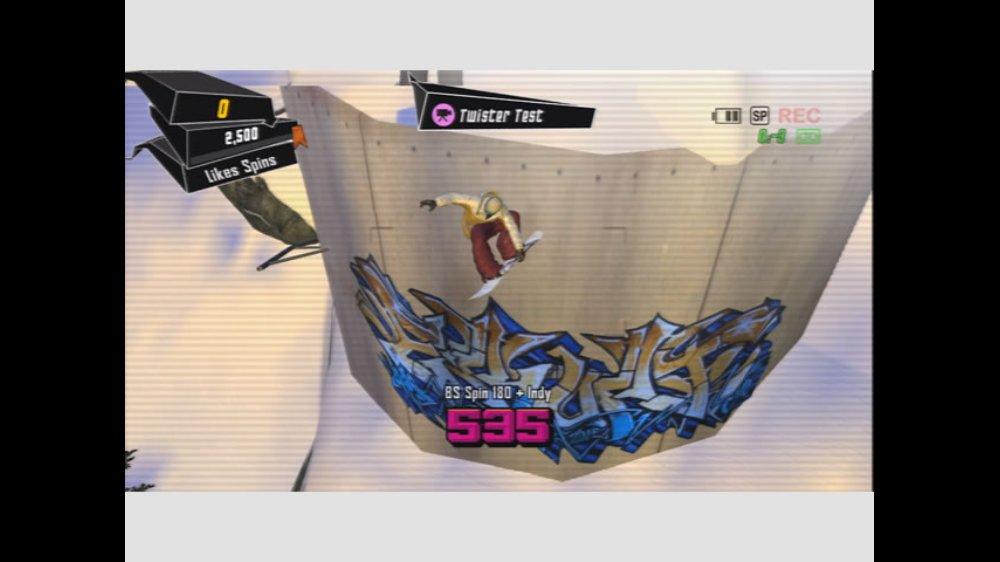 0
2,500
Likes Spins
Twister Test
SP REC
BS Spin 180 + Indy
535